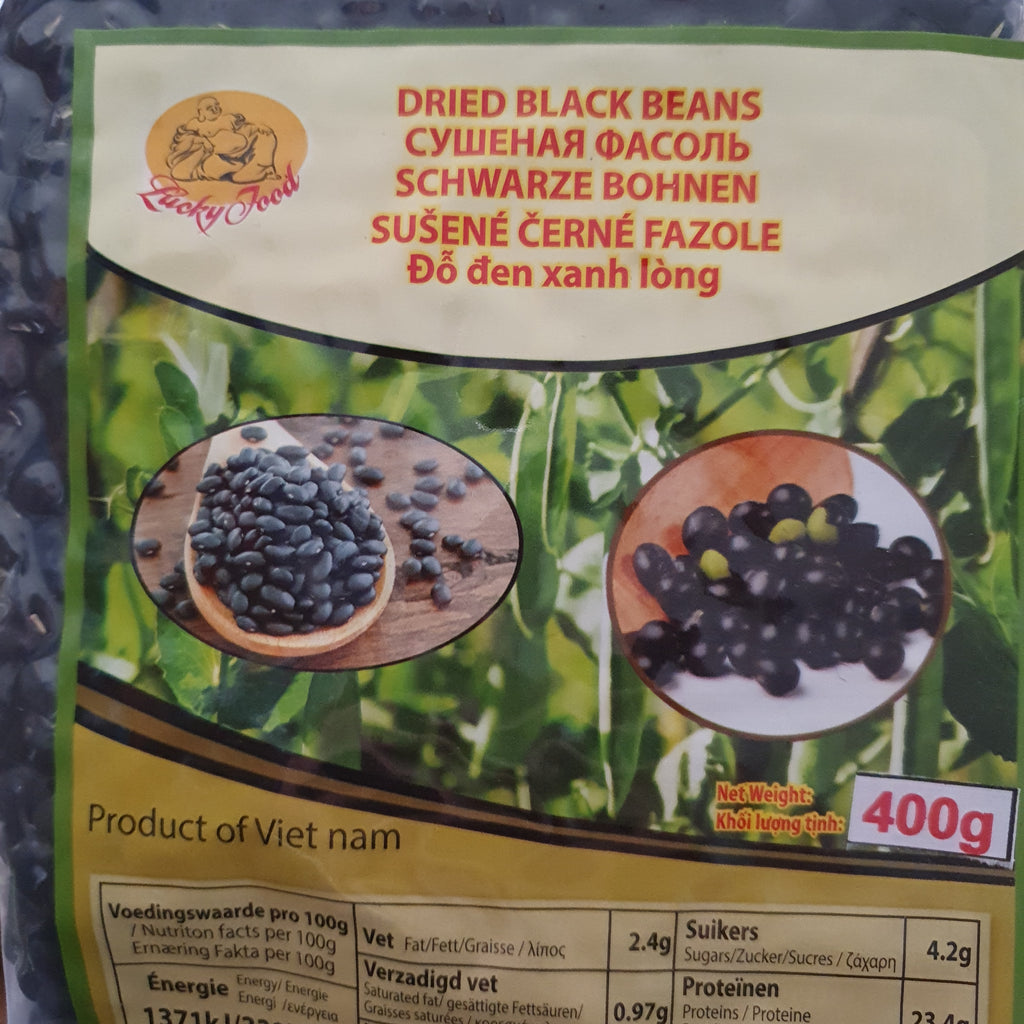 Lucky Food
DRIED BLACK BEANS
СУШЕНАЯ ФАСОЛЬ
SCHWARZE BOHNEN
SUŠENÉ ČERNÉ FAZOLE
Đỗ đen xanh lòng
Net Weight:
Khối lượng tịnh:
400g
Product of Viet nam
Voedingswaarde pro 100g
/ Nutriton facts per 100g
Ernæring Fakta per 100g
Énergie Energy/ Energie
Energi /ενέργεια
Vet Fat/Fett/Graisse / λίπος
2.4g
Verzadigd vet
Saturated fat/ gesättigte Fettsäuren/
Graisses saturées /
0.97g
Suikers
Sugars/Zucker/Sucres / ζάχαρη
4.2g
Proteïnen
Proteins / Proteine